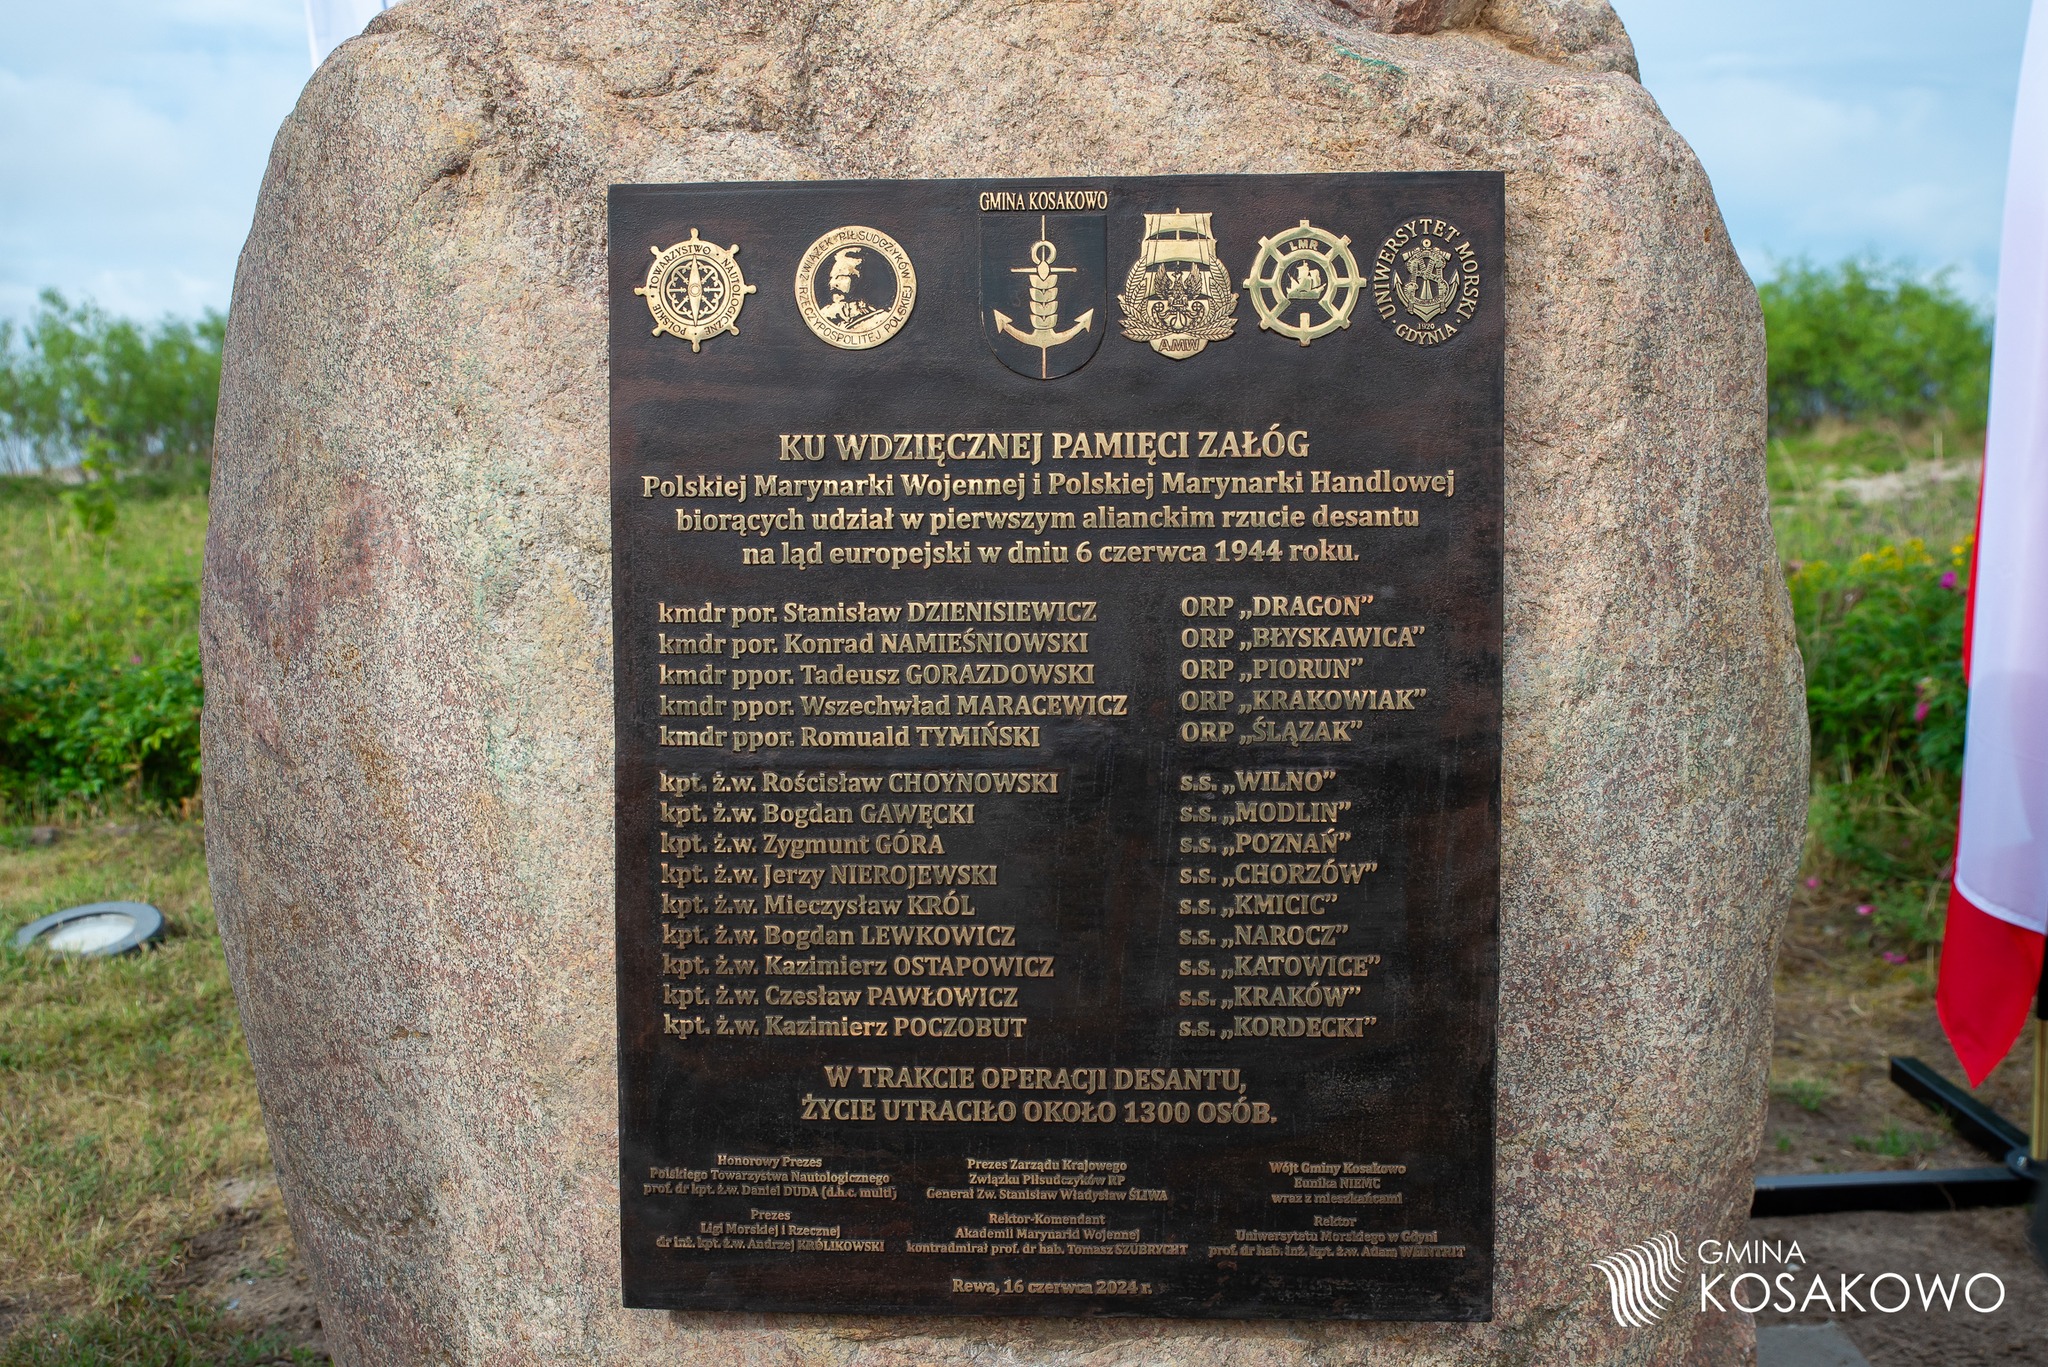 TOWARZYSTWO NAUTOLOGICZNE POLSKIE
ZWIĄZEK PIŁSUDCZYKÓW RZECZYPOSPOLITEJ POLSKIEJ
GMINA KOSAKOWO
AMW
LMR
UNIWERSYTET MORSKI
1920
GDYNIA
KU WDZIĘCZNEJ PAMIĘCI ZAŁÓG
Polskiej Marynarki Wojennej i Polskiej Marynarki Handlowej
biorących udział w pierwszym alianckim rzucie desantu
na ląd europejski w dniu 6 czerwca 1944 roku.
kmdr por. Stanisław DZIENISIEWICZ ORP „DRAGON”
kmdr por. Konrad NAMIEŚNIOWSKI ORP „BŁYSKAWICA”
kmdr ppor. Tadeusz GORAZDOWSKI ORP „PIORUN”
kmdr ppor. Wszechwład MARACEWICZ ORP „KRAKOWIAK”
kmdr ppor. Romuald TYMIŃSKI ORP „ŚLĄZAK”
kpt. ż.w. Rościsław CHOYNOWSKI s.s. „WILNO”
kpt. ż.w. Bogdan GAWĘCKI s.s. „MODLIN”
kpt. ż.w. Zygmunt GÓRA s.s. „POZNAŃ”
kpt. ż.w. Jerzy NIEROJEWSKI s.s. „CHORZÓW”
kpt. ż.w. Mieczysław KRÓL s.s. „KMICIC”
kpt. ż.w. Bogdan LEWKOWICZ s.s. „NAROCZ”
kpt. ż.w. Kazimierz OSTAPOWICZ s.s. „KATOWICE”
kpt. ż.w. Czesław PAWŁOWICZ s.s. „KRAKÓW”
kpt. ż.w. Kazimierz POCZOBUT s.s. „KORDECKI”
W TRAKCIE OPERACJI DESANTU,
ŻYCIE UTRACIŁO OKOŁO 1300 OSÓB.
Honorowy Prezes
Polskiego Towarzystwa Nautologicznego
prof. dr kpt. ż.w. Daniel DUDA (d.h.c. multi)
Prezes Zarządu Krajowego
Związku Piłsudczyków RP
Generał Zw. Stanisław Władysław ŚLIWA
Wójt Gminy Kosakowo
Eunika NIEMC
wraz z mieszkańcami
Prezes
Ligi Morskiej i Rzecznej
dr inż. kpt. ż.w. Andrzej KRÓLIKOWSKI
Rektor-Komendant
Akademii Marynarki Wojennej
kontradmirał prof. dr hab. Tomasz SZUBRYCHT
Rektor
Uniwersytetu Morskiego w Gdyni
prof. dr hab. inż. kpt. ż.w. Adam WEINTRIT
Rewa, 16 czerwca 2024 r.
GMINA
KOSAKOWO